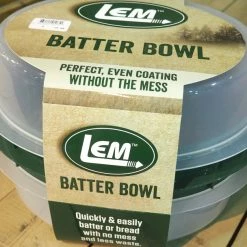 LEM
BATTER BOWL
PERFECT, EVEN COATING
WITHOUT THE MESS
LEM
BATTER BOWL
Quickly & easily
batter or bread
with no mess
and less waste.